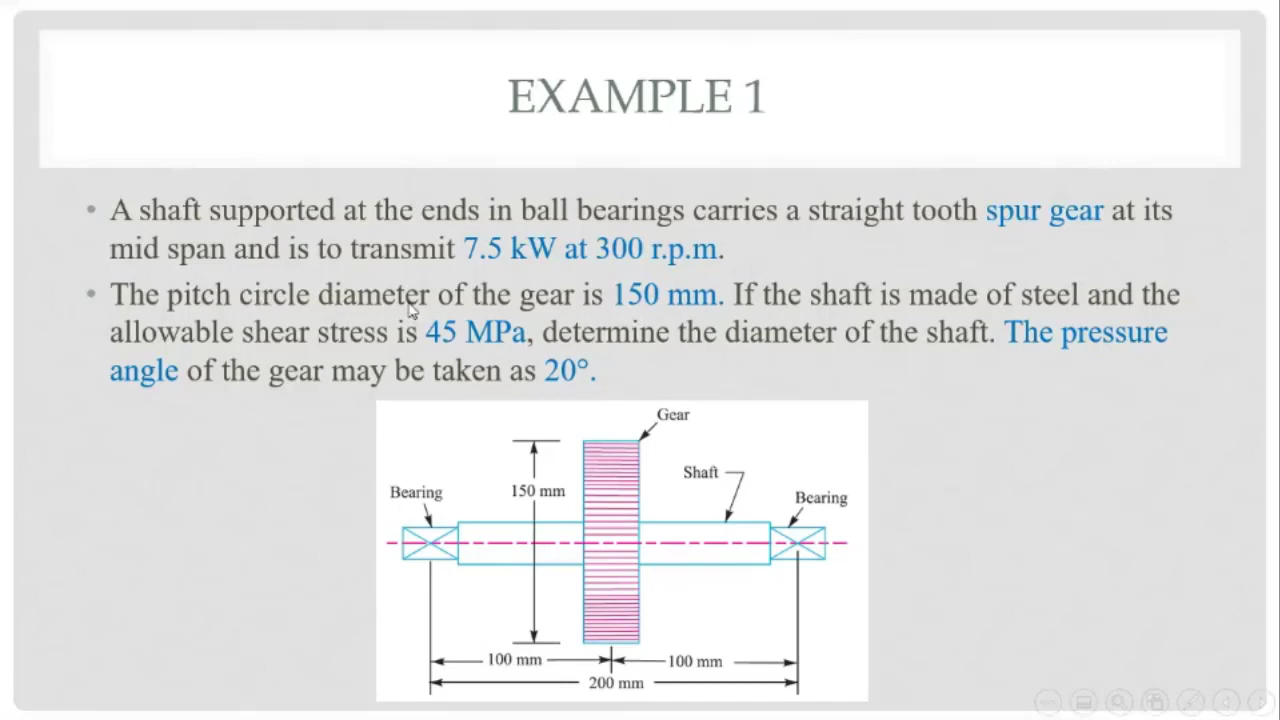 EXAMPLE 1
• A shaft supported at the ends in ball bearings carries a straight tooth spur gear at its
mid span and is to transmit 7.5 kW at 300 r.p.m.
• The pitch circle diameter of the gear is 150 mm. If the shaft is made of steel and the
allowable shear stress is 45 MPa, determine the diameter of the shaft. The pressure
angle of the gear may be taken as 20°.
Gear
Shaft
Bearing
150 mm
Bearing
100 mm
100 mm
200 mm